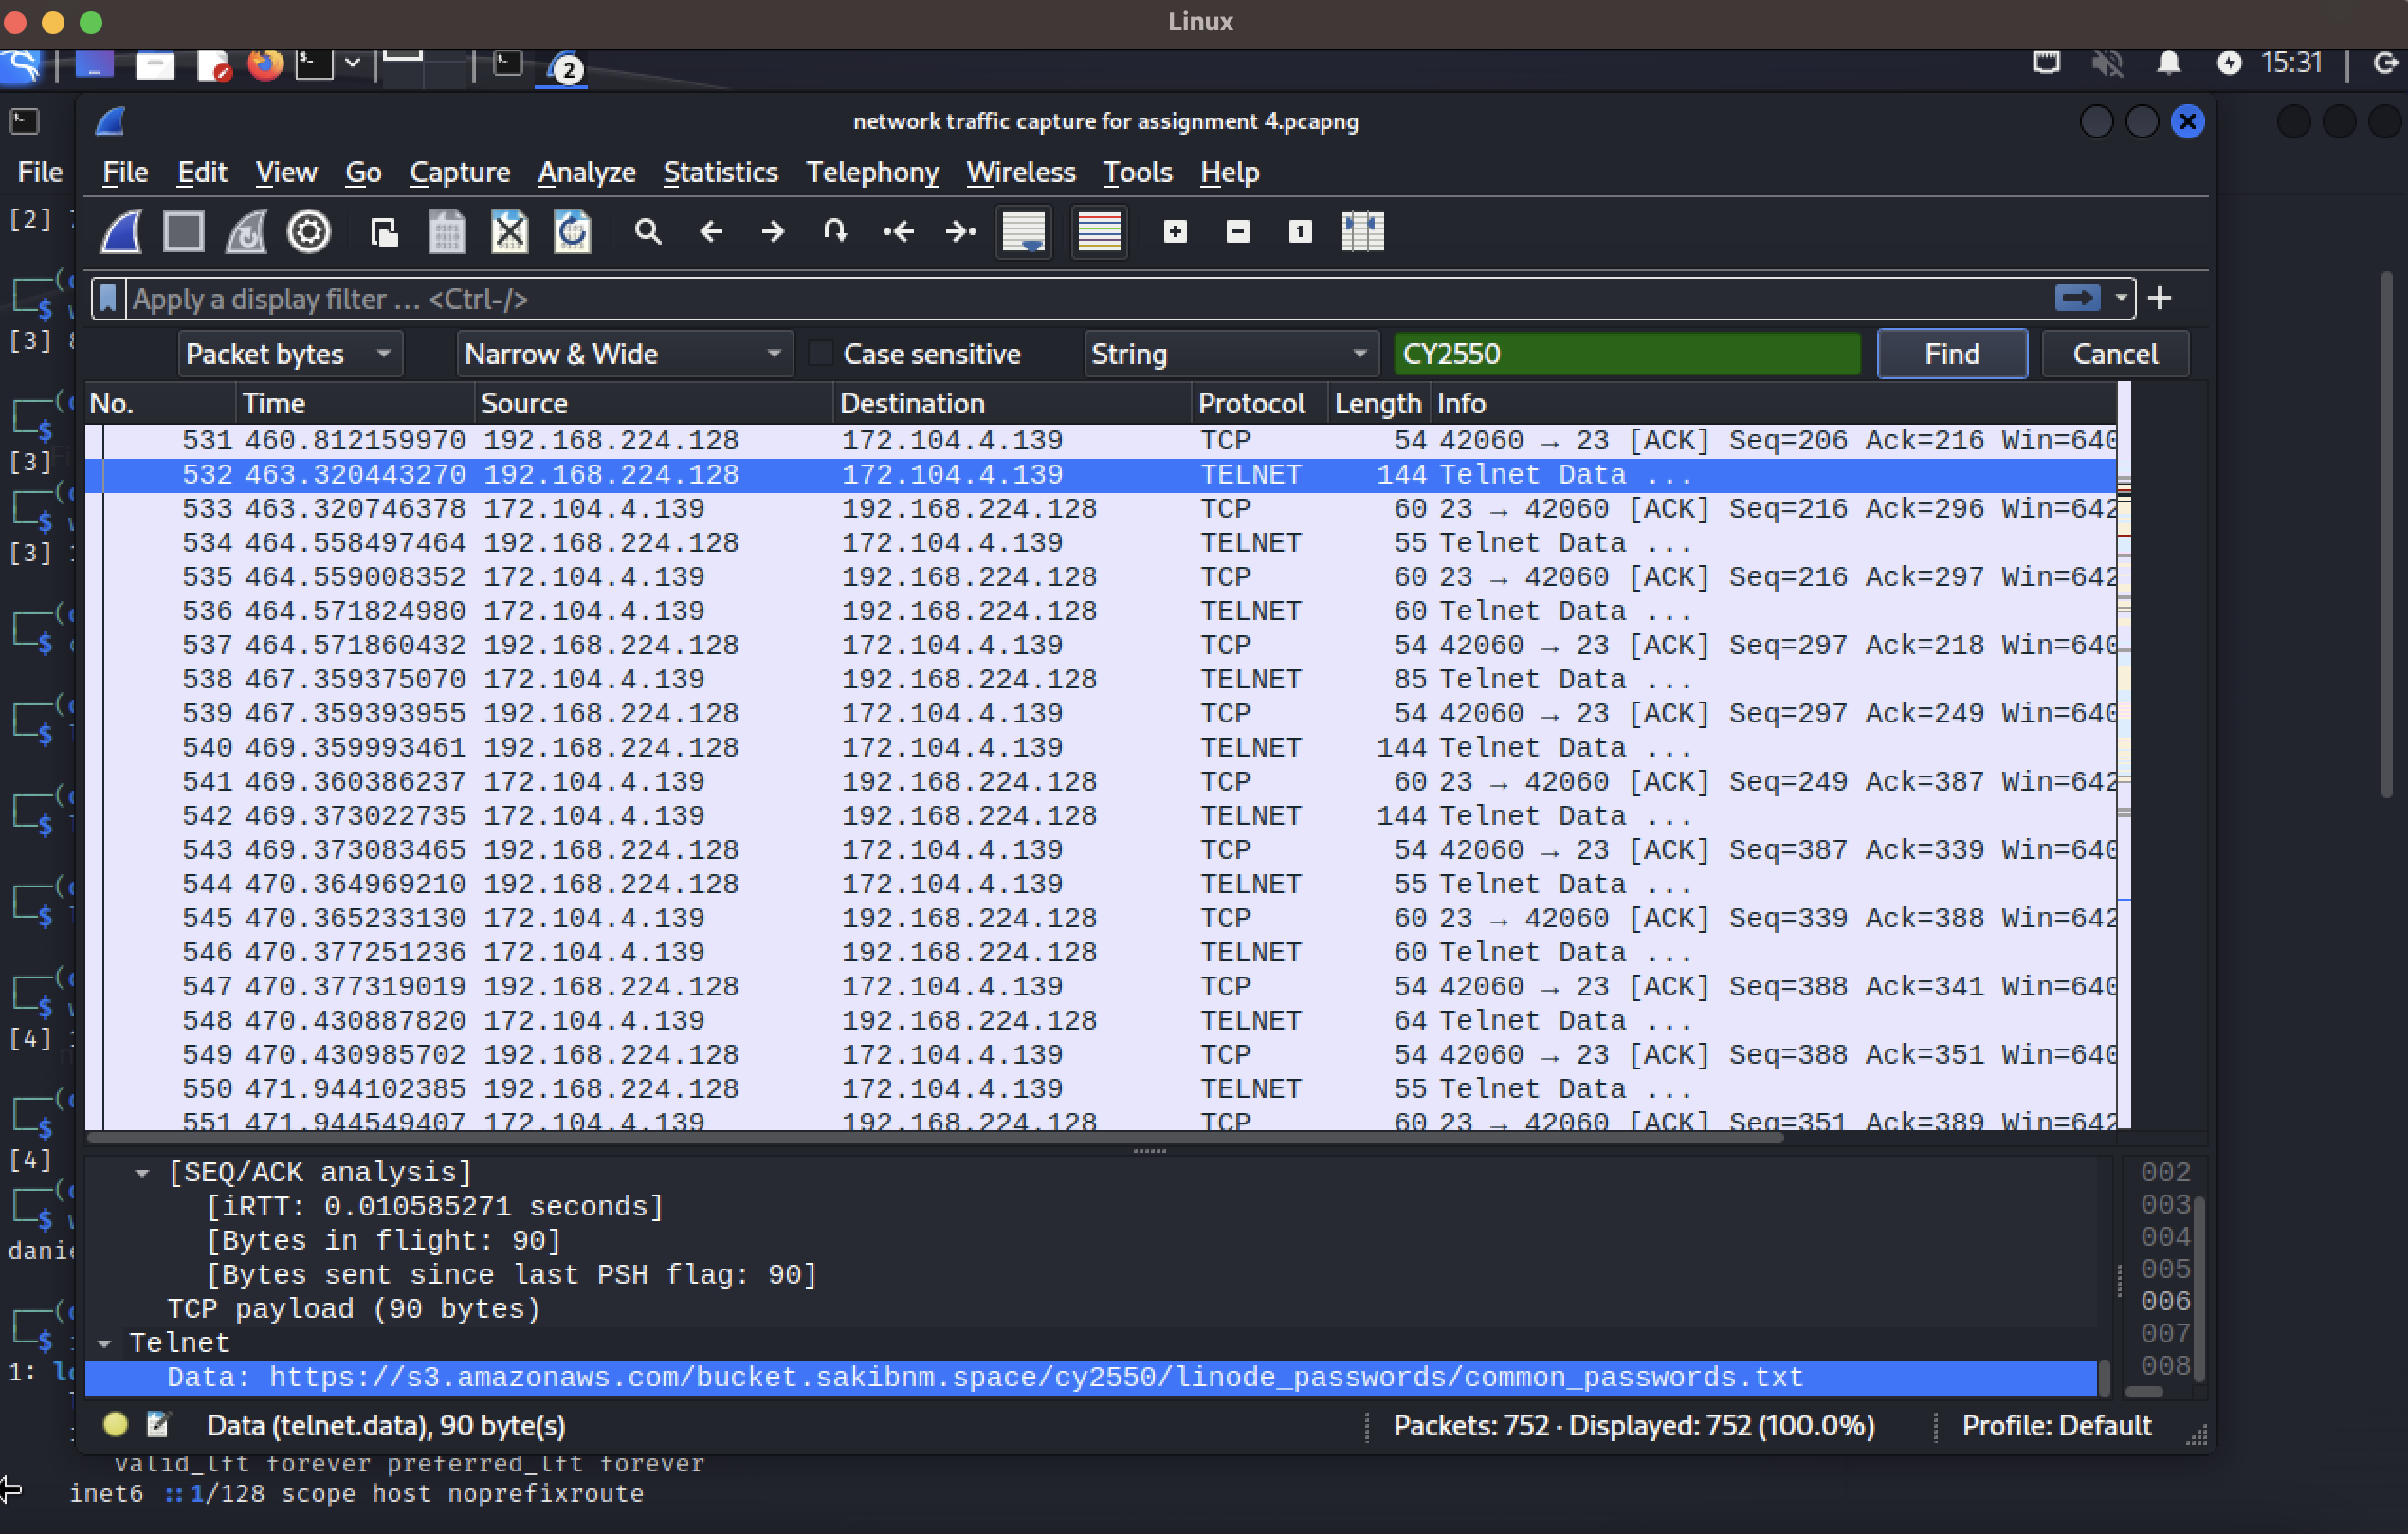 Linux
2 15:31
network traffic capture for assignment 4.pcapng
File File Edit View Go Capture Analyze Statistics Telephony Wireless Tools Help
[2]
Apply a display filter … <Ctrl-/>
$
[3]
Packet bytes Narrow & Wide Case sensitive String CY2550 Find Cancel
No. Time Source Destination Protocol Length Info
531 460.812159970 192.168.224.128 172.104.4.139 TCP 54 42060 → 23 [ACK] Seq=206 Ack=216 Win=640
$
[3] 532 463.320443270 192.168.224.128 172.104.4.139 TELNET 144 Telnet Data ...
533 463.320746378 172.104.4.139 192.168.224.128 TCP 60 23 → 42060 [ACK] Seq=216 Ack=296 Win=642
$
[3] 534 464.558497464 192.168.224.128 172.104.4.139 TELNET 55 Telnet Data ...
535 464.559008352 172.104.4.139 192.168.224.128 TCP 60 23 → 42060 [ACK] Seq=216 Ack=297 Win=642
536 464.571824980 172.104.4.139 192.168.224.128 TELNET 60 Telnet Data ...
$ 537 464.571860432 192.168.224.128 172.104.4.139 TCP 54 42060 → 23 [ACK] Seq=297 Ack=218 Win=640
538 467.359375070 172.104.4.139 192.168.224.128 TELNET 85 Telnet Data ...
539 467.359393955 192.168.224.128 172.104.4.139 TCP 54 42060 → 23 [ACK] Seq=297 Ack=249 Win=640
$ 540 469.359993461 192.168.224.128 172.104.4.139 TELNET 144 Telnet Data ...
541 469.360386237 172.104.4.139 192.168.224.128 TCP 60 23 → 42060 [ACK] Seq=249 Ack=387 Win=642
$ 542 469.373022735 172.104.4.139 192.168.224.128 TELNET 144 Telnet Data ...
543 469.373083465 192.168.224.128 172.104.4.139 TCP 54 42060 → 23 [ACK] Seq=387 Ack=339 Win=640
544 470.364969210 192.168.224.128 172.104.4.139 TELNET 55 Telnet Data ...
$ 545 470.365233130 172.104.4.139 192.168.224.128 TCP 60 23 → 42060 [ACK] Seq=339 Ack=388 Win=642
546 470.377251236 172.104.4.139 192.168.224.128 TELNET 60 Telnet Data ...
$ 547 470.377319019 192.168.224.128 172.104.4.139 TCP 54 42060 → 23 [ACK] Seq=388 Ack=341 Win=640
[4] 548 470.430887820 172.104.4.139 192.168.224.128 TELNET 64 Telnet Data ...
549 470.430985702 192.168.224.128 172.104.4.139 TCP 54 42060 → 23 [ACK] Seq=388 Ack=351 Win=640
550 471.944102385 192.168.224.128 172.104.4.139 TELNET 55 Telnet Data ...
$ 551 471.944549407 172.104.4.139 192.168.224.128 TCP 60 23 → 42060 [ACK] Seq=351 Ack=389 Win=642
[4] [SEQ/ACK analysis] 002
[iRTT: 0.010585271 seconds] 003
$ [Bytes in flight: 90] 004
[Bytes sent since last PSH flag: 90] 005
TCP payload (90 bytes) 006
$ Telnet 007
1: Data: https://s3.amazonaws.com/bucket.sakibnm.space/cy2550/linode_passwords/common_passwords.txt 008
Data (telnet.data), 90 byte(s) Packets: 752 · Displayed: 752 (100.0%) Profile: Default
valid_lft forever preferred_lft forever
inet6 ::1/128 scope host noprefixroute